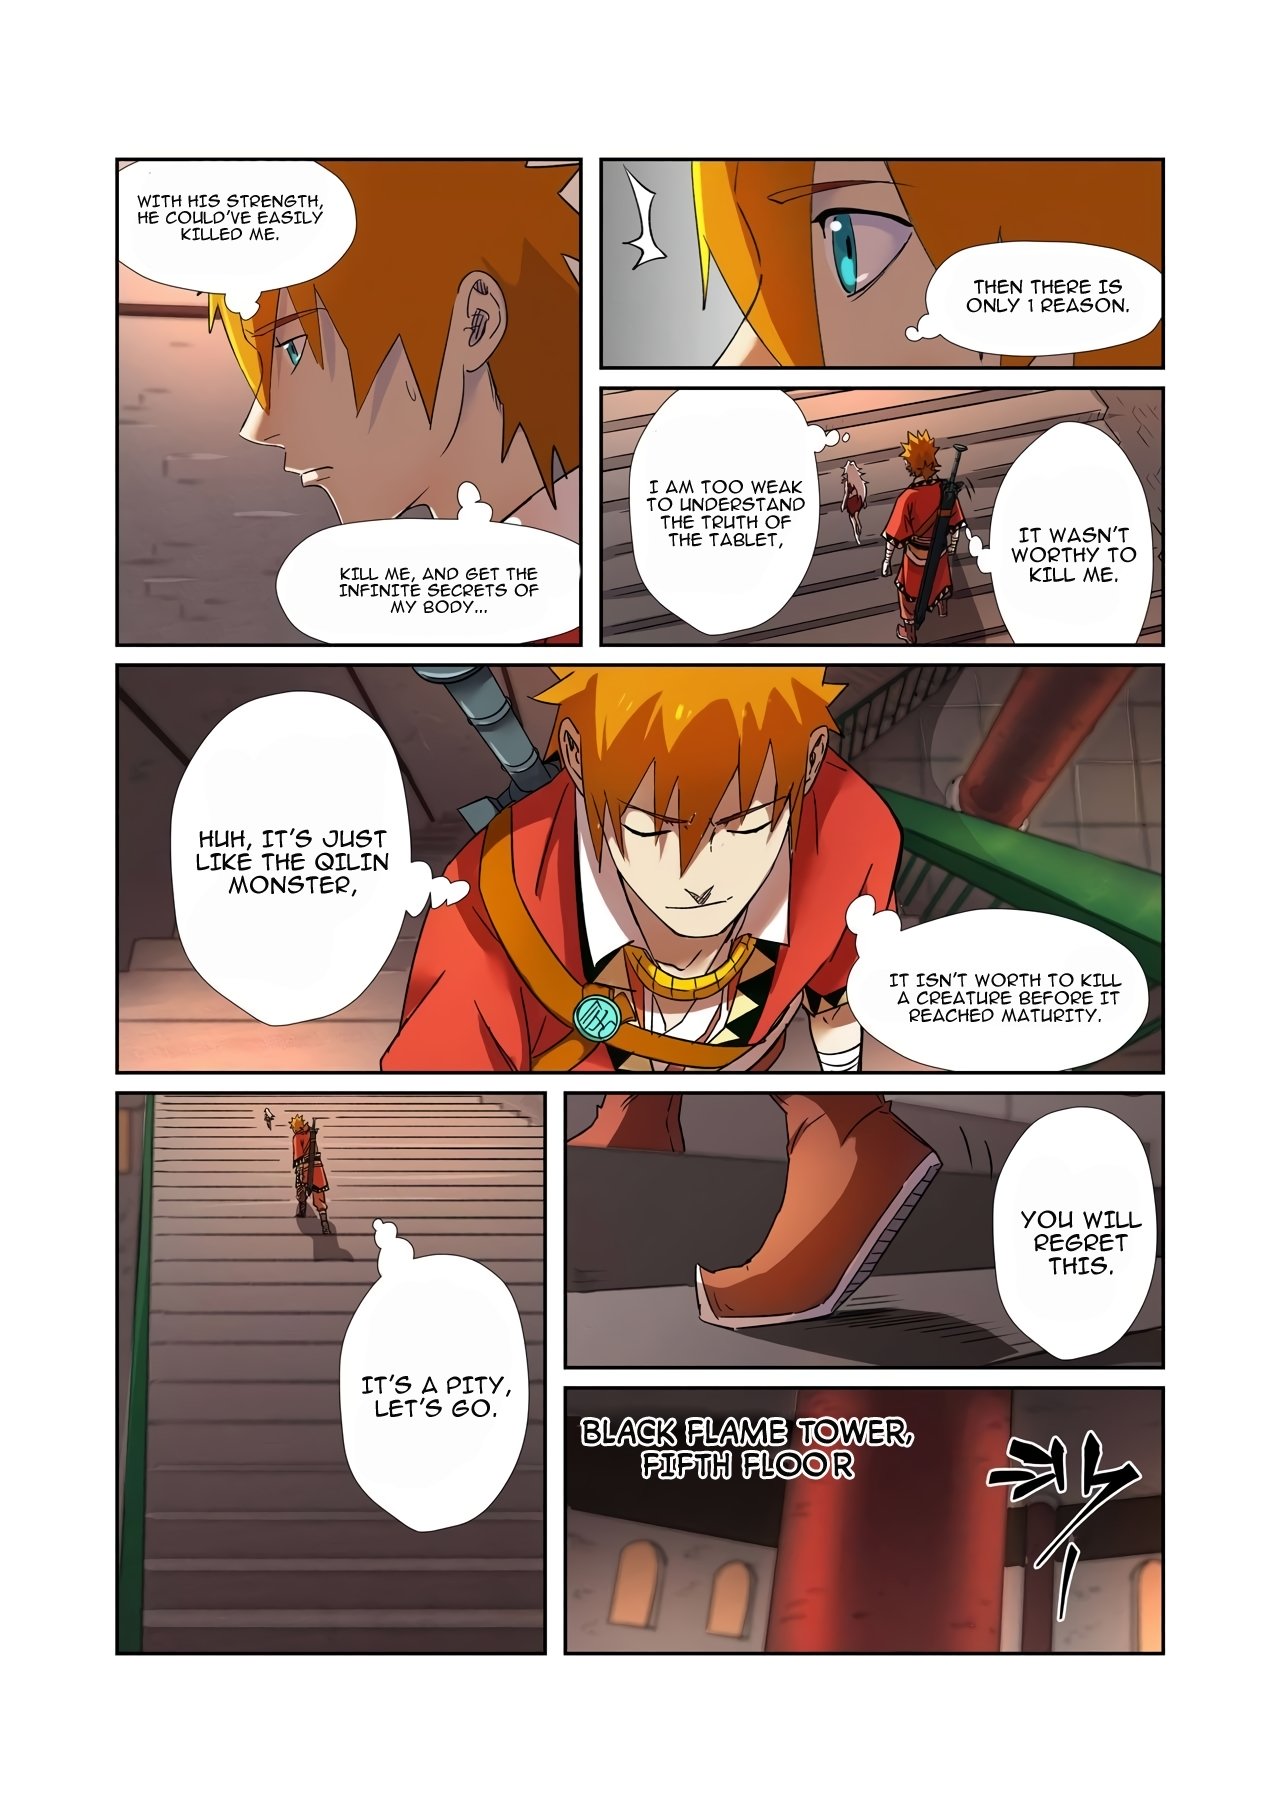 WITH HIS STRENGTH,
HE COULD'VE EASILY
KILLED ME.
KILL ME, AND GET THE
INFINITE SECRETS OF
MY BODY...
THEN THERE IS
ONLY 1 REASON.
I AM TOO WEAK
TO UNDERSTAND
THE TRUTH OF
THE TABLET,
IT WASN'T
WORTHY TO
KILL ME.
HUH, IT'S JUST
LIKE THE QILIN
MONSTER,
IT ISN'T WORTH TO KILL
A CREATURE BEFORE IT
REACHED MATURITY.
IT'S A PITY,
LET'S GO.
YOU WILL
REGRET
THIS.
BLACK FLAME TOWER,
FIFTH FLOOR